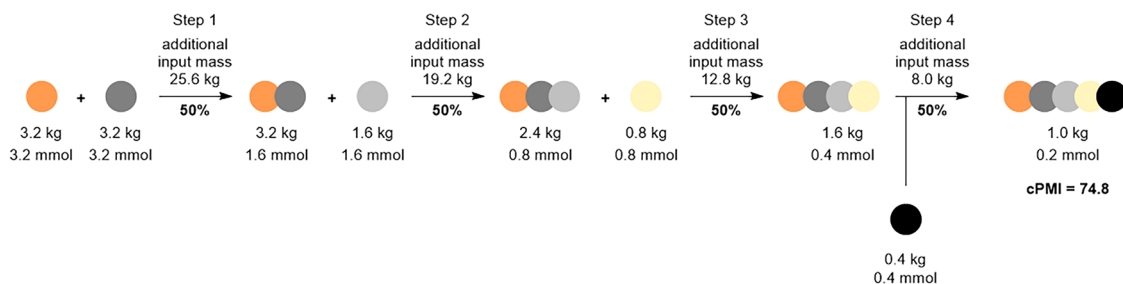 Step 1
additional
input mass
25.6 kg
50%
Step 2
additional
input mass
19.2 kg
50%
Step 3
additional
input mass
12.8 kg
50%
Step 4
additional
input mass
8.0 kg
50%
+
+
+
3.2 kg
3.2 mmol
3.2 kg
3.2 mmol
3.2 kg
1.6 mmol
1.6 kg
1.6 mmol
2.4 kg
0.8 mmol
0.8 kg
0.8 mmol
1.6 kg
0.4 mmol
1.0 kg
0.2 mmol
cPMI = 74.8
0.4 kg
0.4 mmol